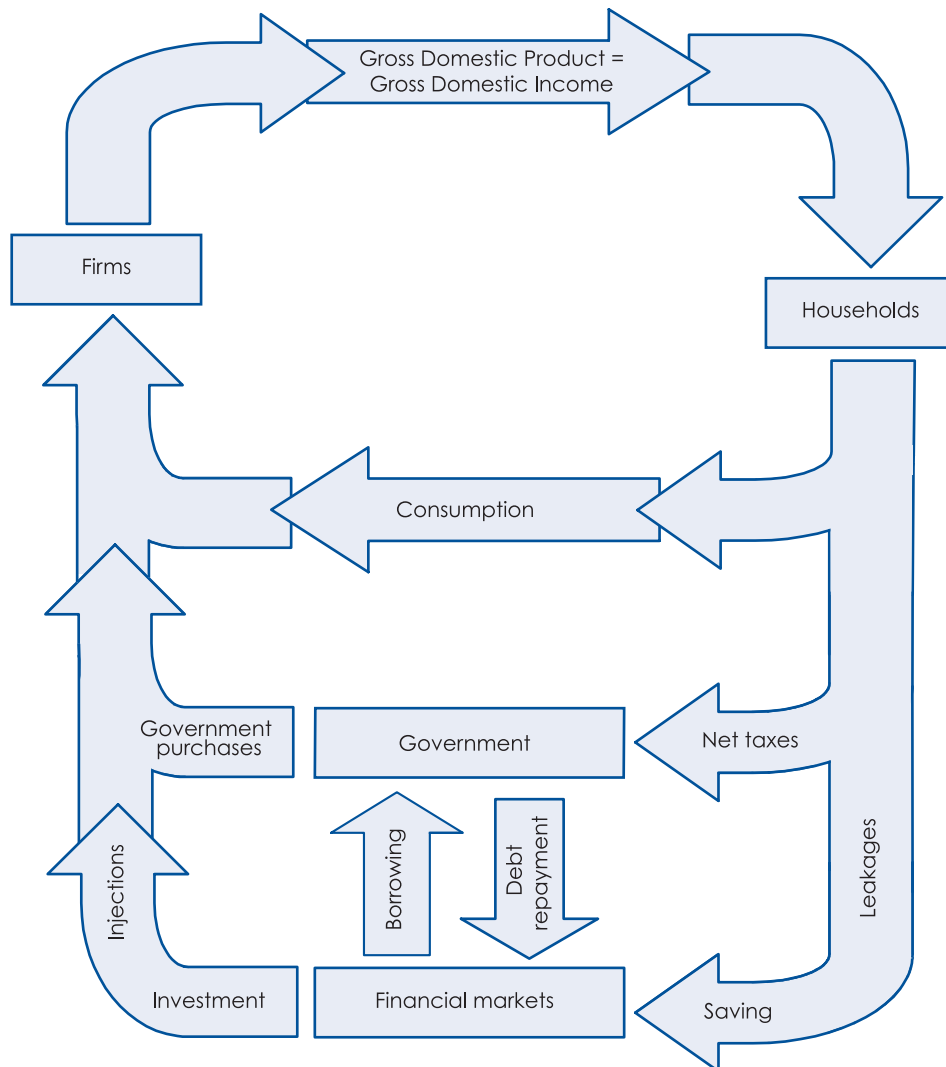 Gross Domestic Product =
Gross Domestic Income
Firms
Households
Consumption
Government
purchases
Government
Net taxes
Injections
Borrowing
Debt
repayment
Leakages
Investment
Financial markets
Saving